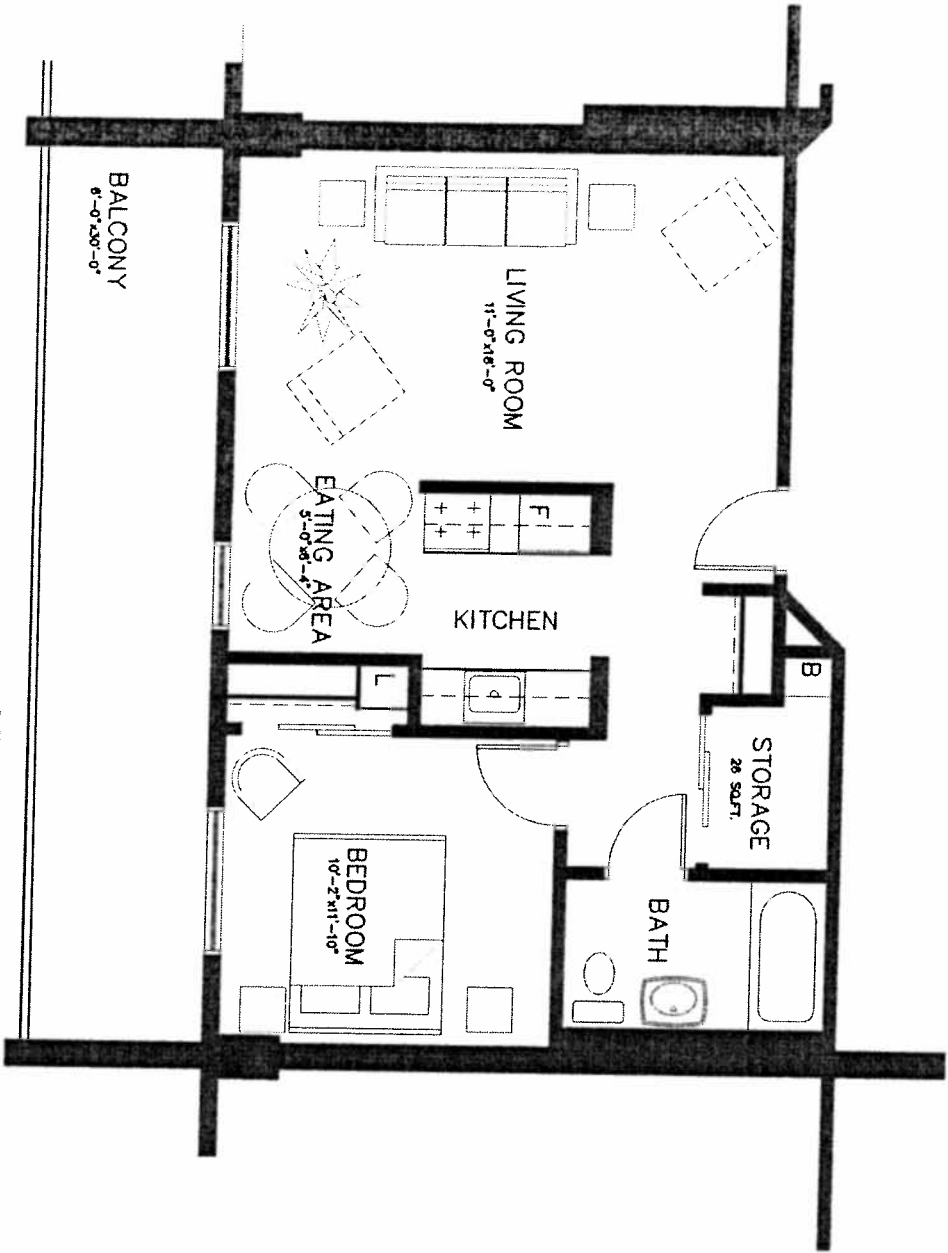 B
STORAGE
28 SQ.FT.
BATH
LIVING ROOM
11'-0"x18'-0"
F
KITCHEN
L
EATING AREA
5'-0"x8'-4"
BEDROOM
10'-2"x11'-10"
BALCONY
6'-0"x30'-0"